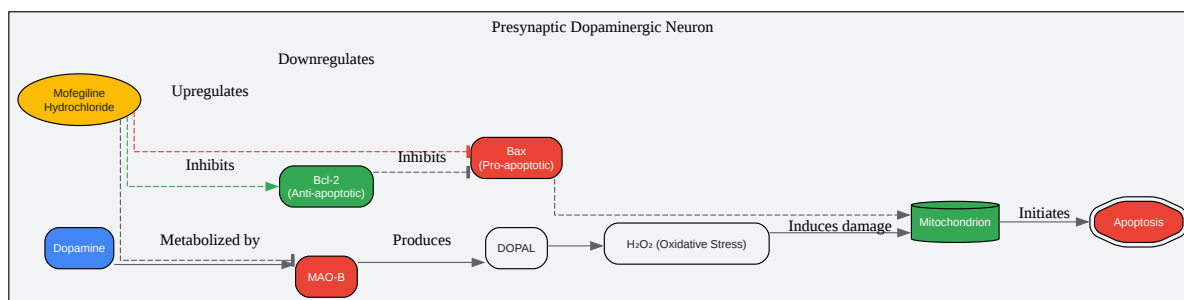 Presynaptic Dopaminergic Neuron
Downregulates
Upregulates
Mofegiline
Hydrochloride
Inhibits
Inhibits
Bax
(Pro-apoptotic)
Bcl-2
(Anti-apoptotic)
Mitochondrion
Initiates
Apoptosis
Induces damage
Dopamine
Metabolized by
Produces
DOPAL
H₂O₂ (Oxidative Stress)
MAO-B